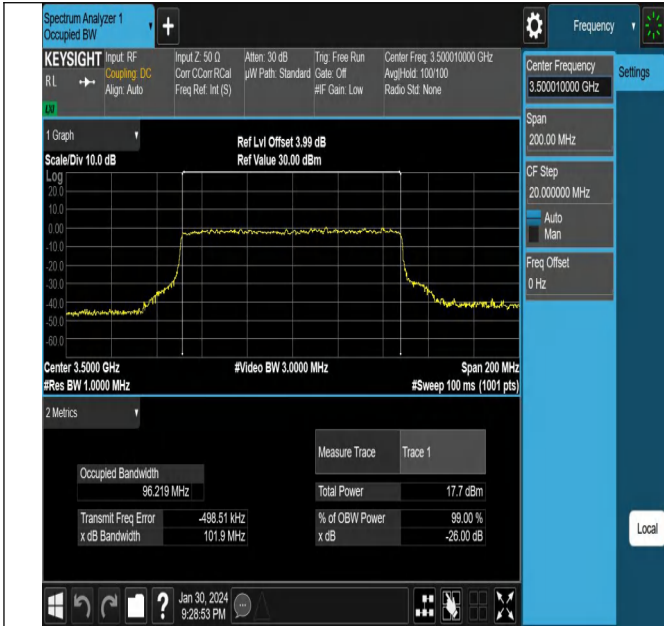 Spectrum Analyzer 1
Occupied BW
+
Frequency
KEYSIGHT
RL
LXI
Input: RF
Coupling: DC
Align: Auto
Input Z: 50 Ω
Corr CCorr RCal
Freq Ref: Int (S)
Atten: 30 dB
µW Path: Standard
Trig: Free Run
Gate: Off
#IF Gain: Low
Center Freq: 3.500010000 GHz
Avg|Hold: 100/100
Radio Std: None
Center Frequency
3.500010000 GHz
Settings
Span
200.00 MHz
CF Step
20.000000 MHz
Auto
Man
Freq Offset
0 Hz
Local
1 Graph
Scale/Div 10.0 dB
Ref Lvl Offset 3.99 dB
Ref Value 30.00 dBm
Log
20.0
10.0
0.00
-10.0
-20.0
-30.0
-40.0
-50.0
-60.0
Center 3.5000 GHz
#Video BW 3.0000 MHz
Span 200 MHz
#Res BW 1.0000 MHz
#Sweep 100 ms (1001 pts)
2 Metrics
Measure Trace
Trace 1
Occupied Bandwidth
96.219 MHz
Total Power
17.7 dBm
Transmit Freq Error
-498.51 kHz
% of OBW Power
99.00 %
x dB Bandwidth
101.9 MHz
x dB
-26.00 dB
?
Jan 30, 2024
9:28:53 PM